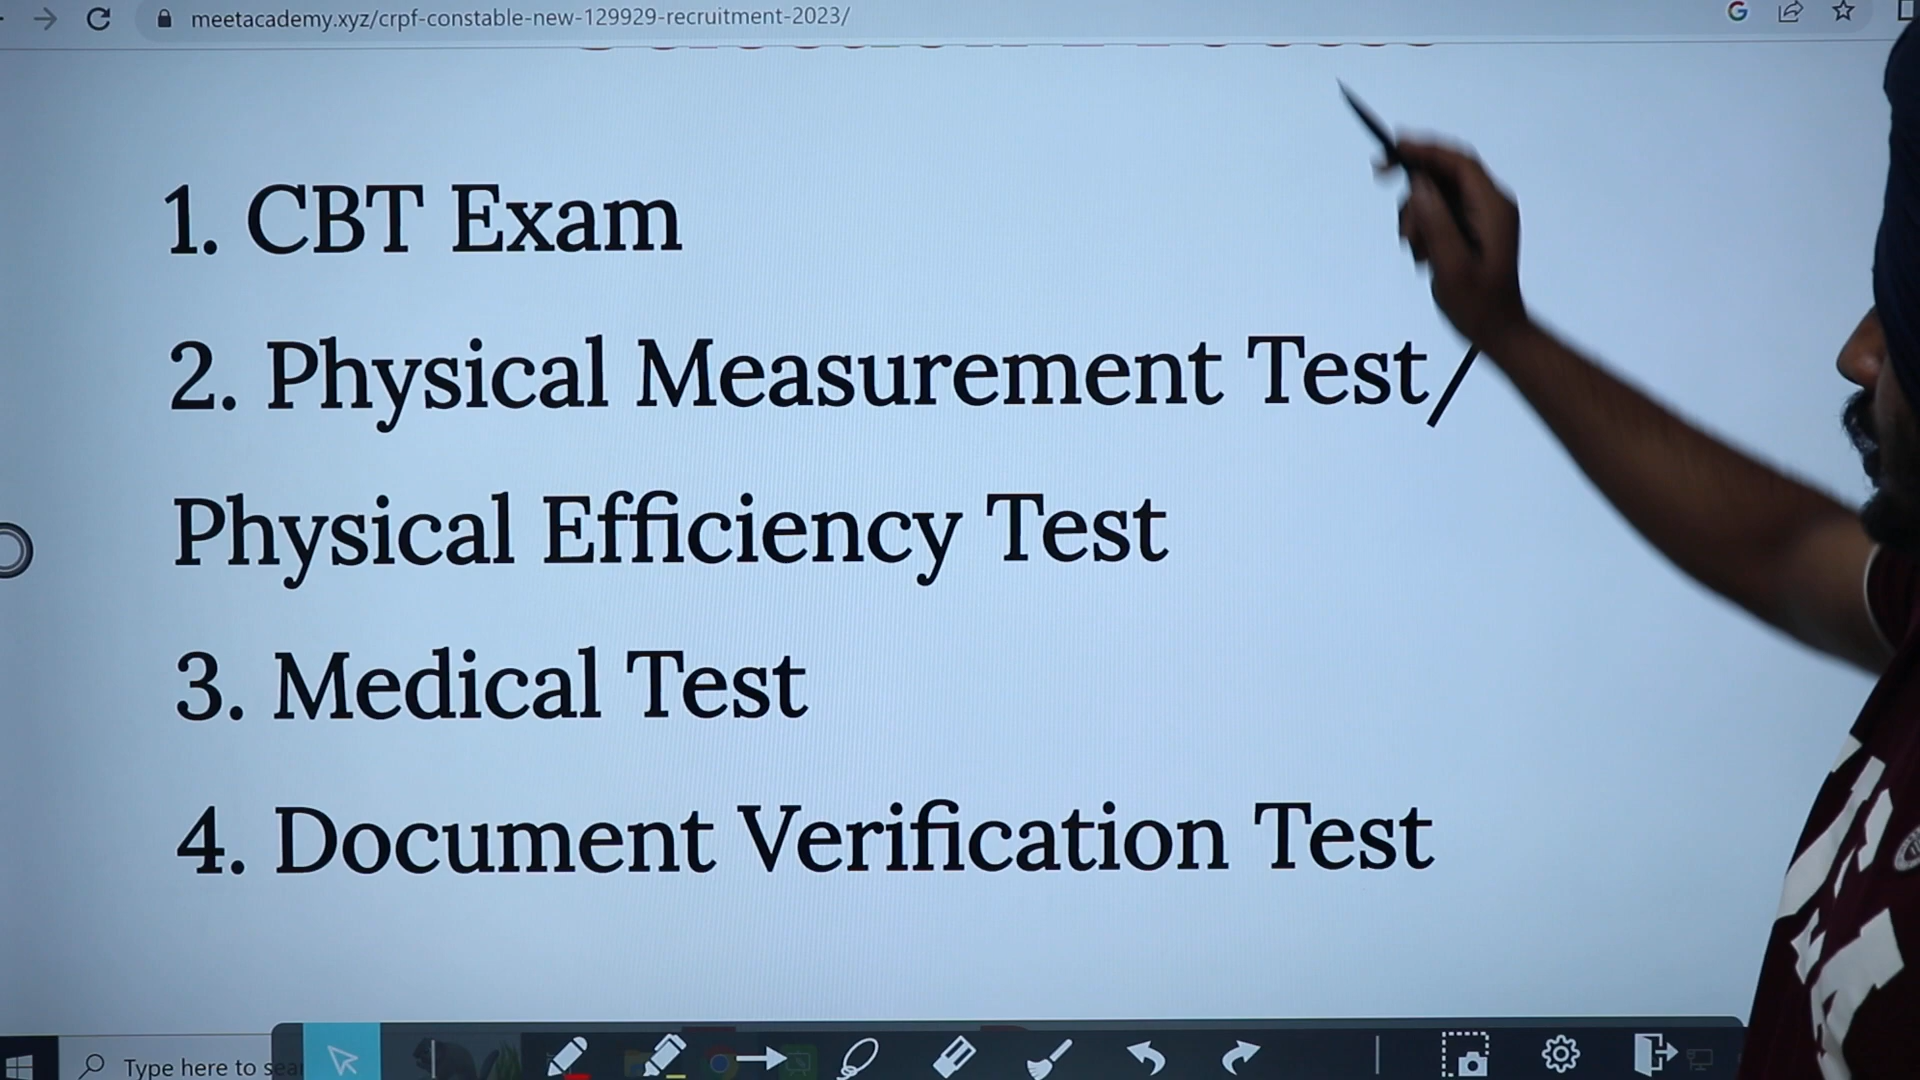 meetacademy.xyz/crpf-constable-new-129929-recruitment-2023/
1. CBT Exam
2. Physical Measurement Test/
Physical Efficiency Test
3. Medical Test
4. Document Verification Test
Type here to sea